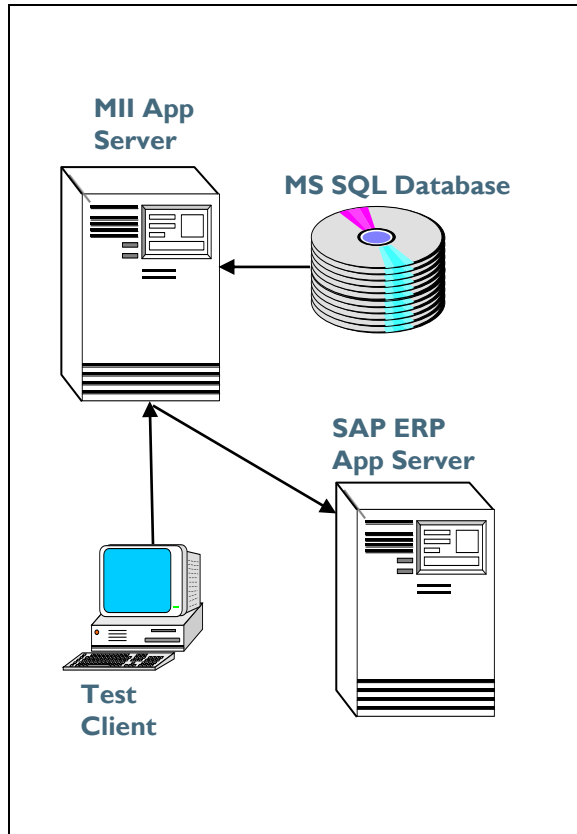 MII App
Server
MS SQL Database
SAP ERP
App Server
Test
Client